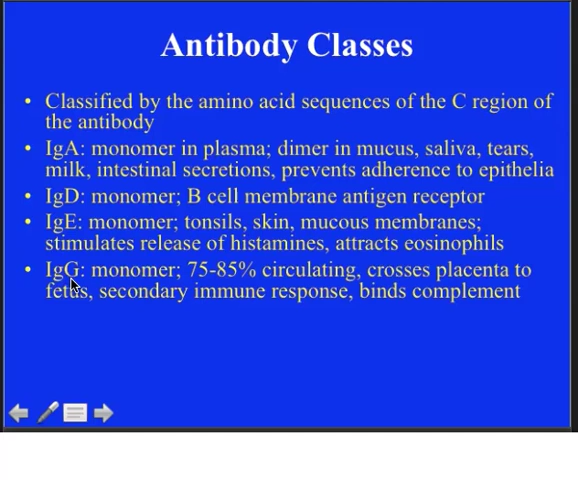 Antibody Classes
• Classified by the amino acid sequences of the C region of
the antibody
• IgA: monomer in plasma; dimer in mucus, saliva, tears,
milk, intestinal secretions, prevents adherence to epithelia
• IgD: monomer; B cell membrane antigen receptor
• IgE: monomer; tonsils, skin, mucous membranes;
stimulates release of histamines, attracts eosinophils
• IgG: monomer; 75-85% circulating, crosses placenta to
fetus, secondary immune response, binds complement